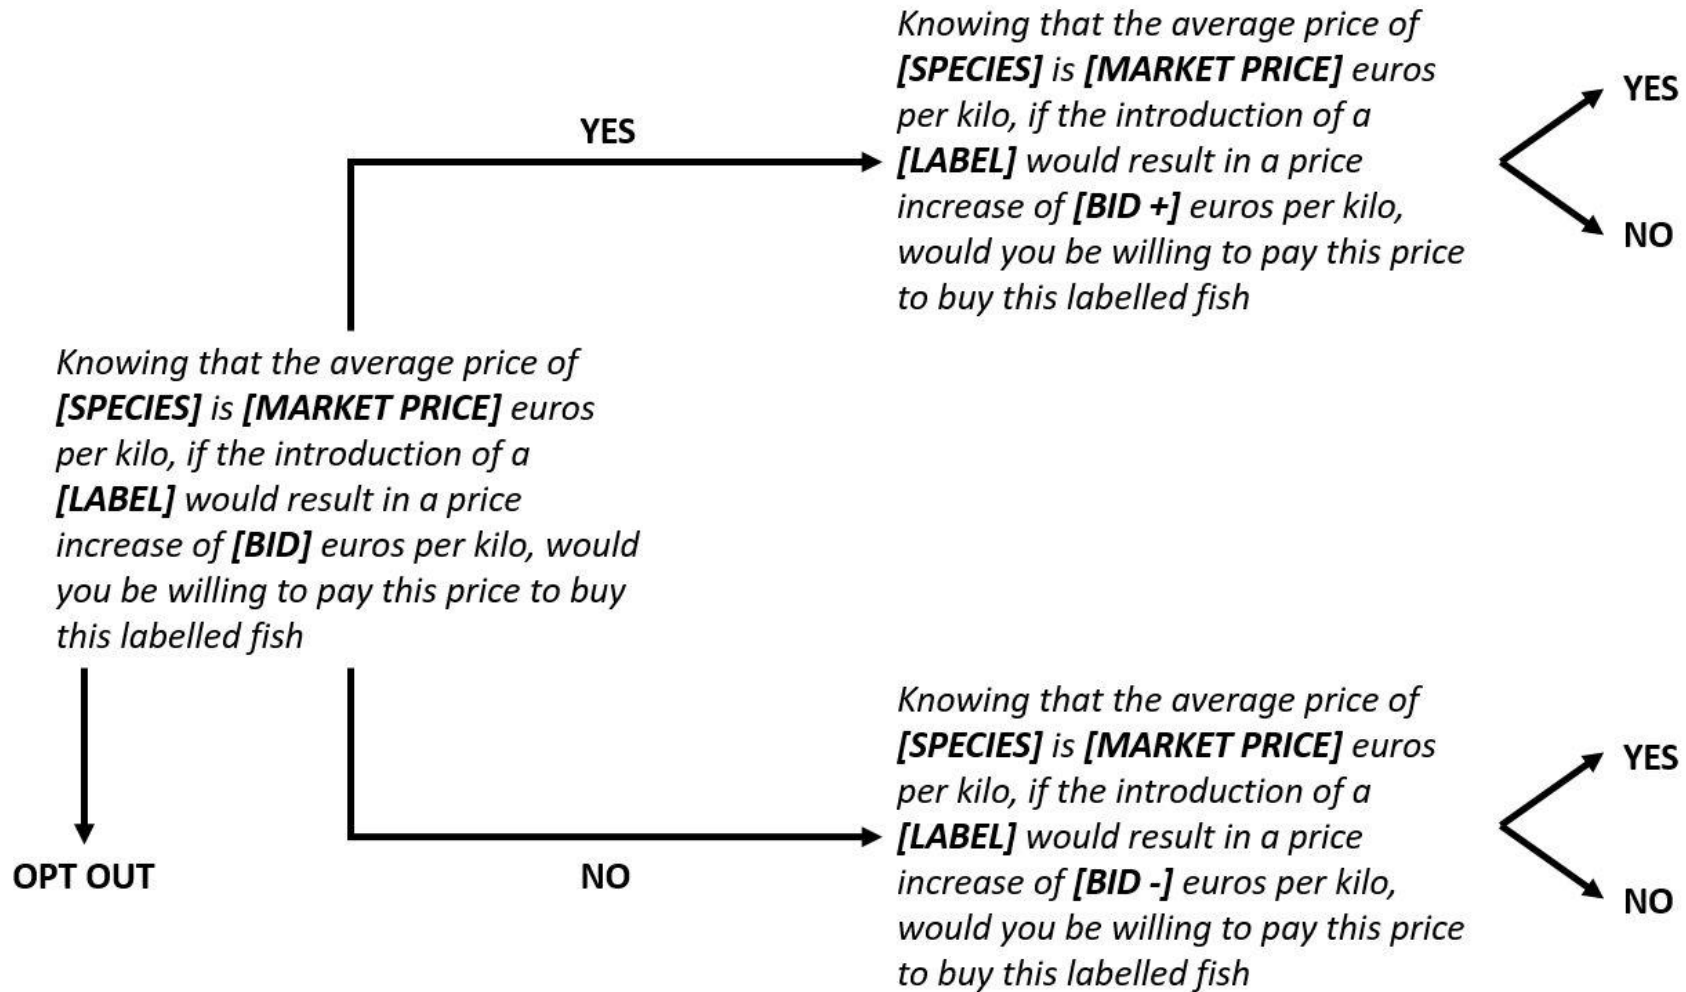 Knowing that the average price of
[SPECIES] is [MARKET PRICE] euros
per kilo, if the introduction of a
[LABEL] would result in a price
increase of [BID] euros per kilo, would
you be willing to pay this price to buy
this labelled fish
OPT OUT
YES
Knowing that the average price of
[SPECIES] is [MARKET PRICE] euros
per kilo, if the introduction of a
[LABEL] would result in a price
increase of [BID +] euros per kilo,
would you be willing to pay this price
to buy this labelled fish
YES
NO
NO
Knowing that the average price of
[SPECIES] is [MARKET PRICE] euros
per kilo, if the introduction of a
[LABEL] would result in a price
increase of [BID -] euros per kilo,
would you be willing to pay this price
to buy this labelled fish
YES
NO